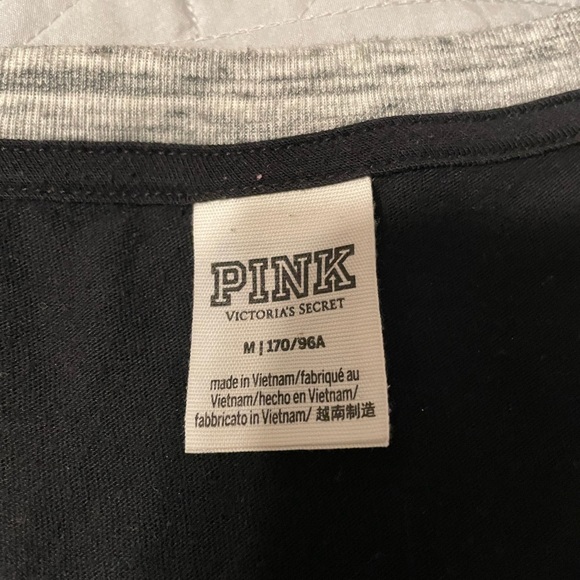 PINK
VICTORIA'S SECRET
M | 170/96A
made in Vietnam/fabriqué au
Vietnam/hecho en Vietnam/
fabbricato in Vietnam/ 越南制造